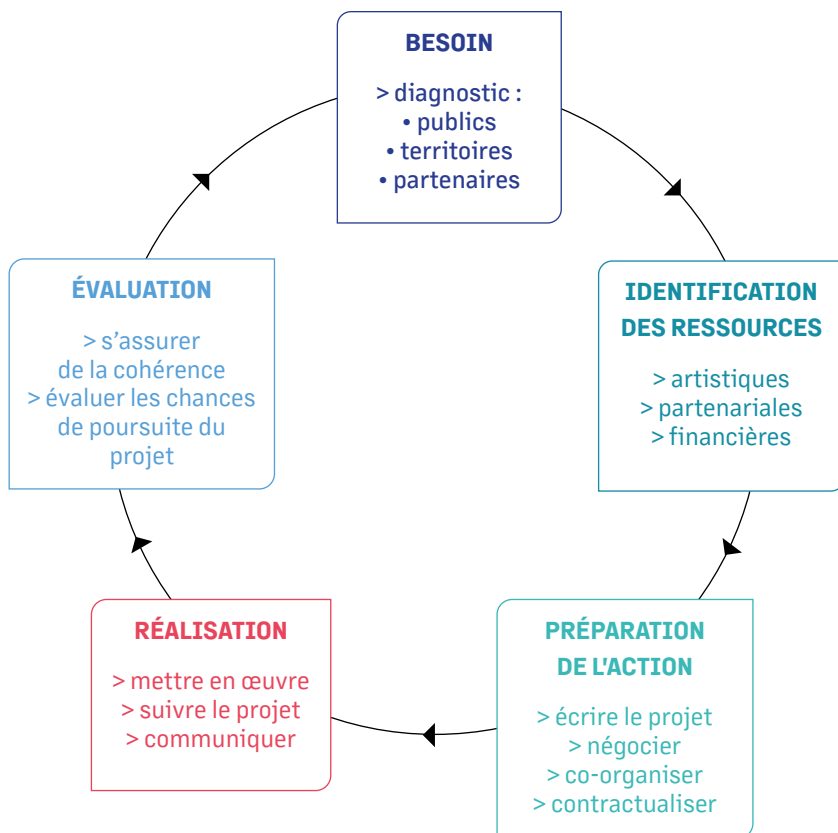 BESOIN
> diagnostic :
• publics
• territoires
• partenaires
IDENTIFICATION
DES RESSOURCES
> artistiques
> partenariales
> financières
PRÉPARATION
DE L'ACTION
> écrire le projet
> négocier
> co-organiser
> contractualiser
RÉALISATION
> mettre en œuvre
> suivre le projet
> communiquer
ÉVALUATION
> s’assurer
de la cohérence
> évaluer les chances
de poursuite du
projet